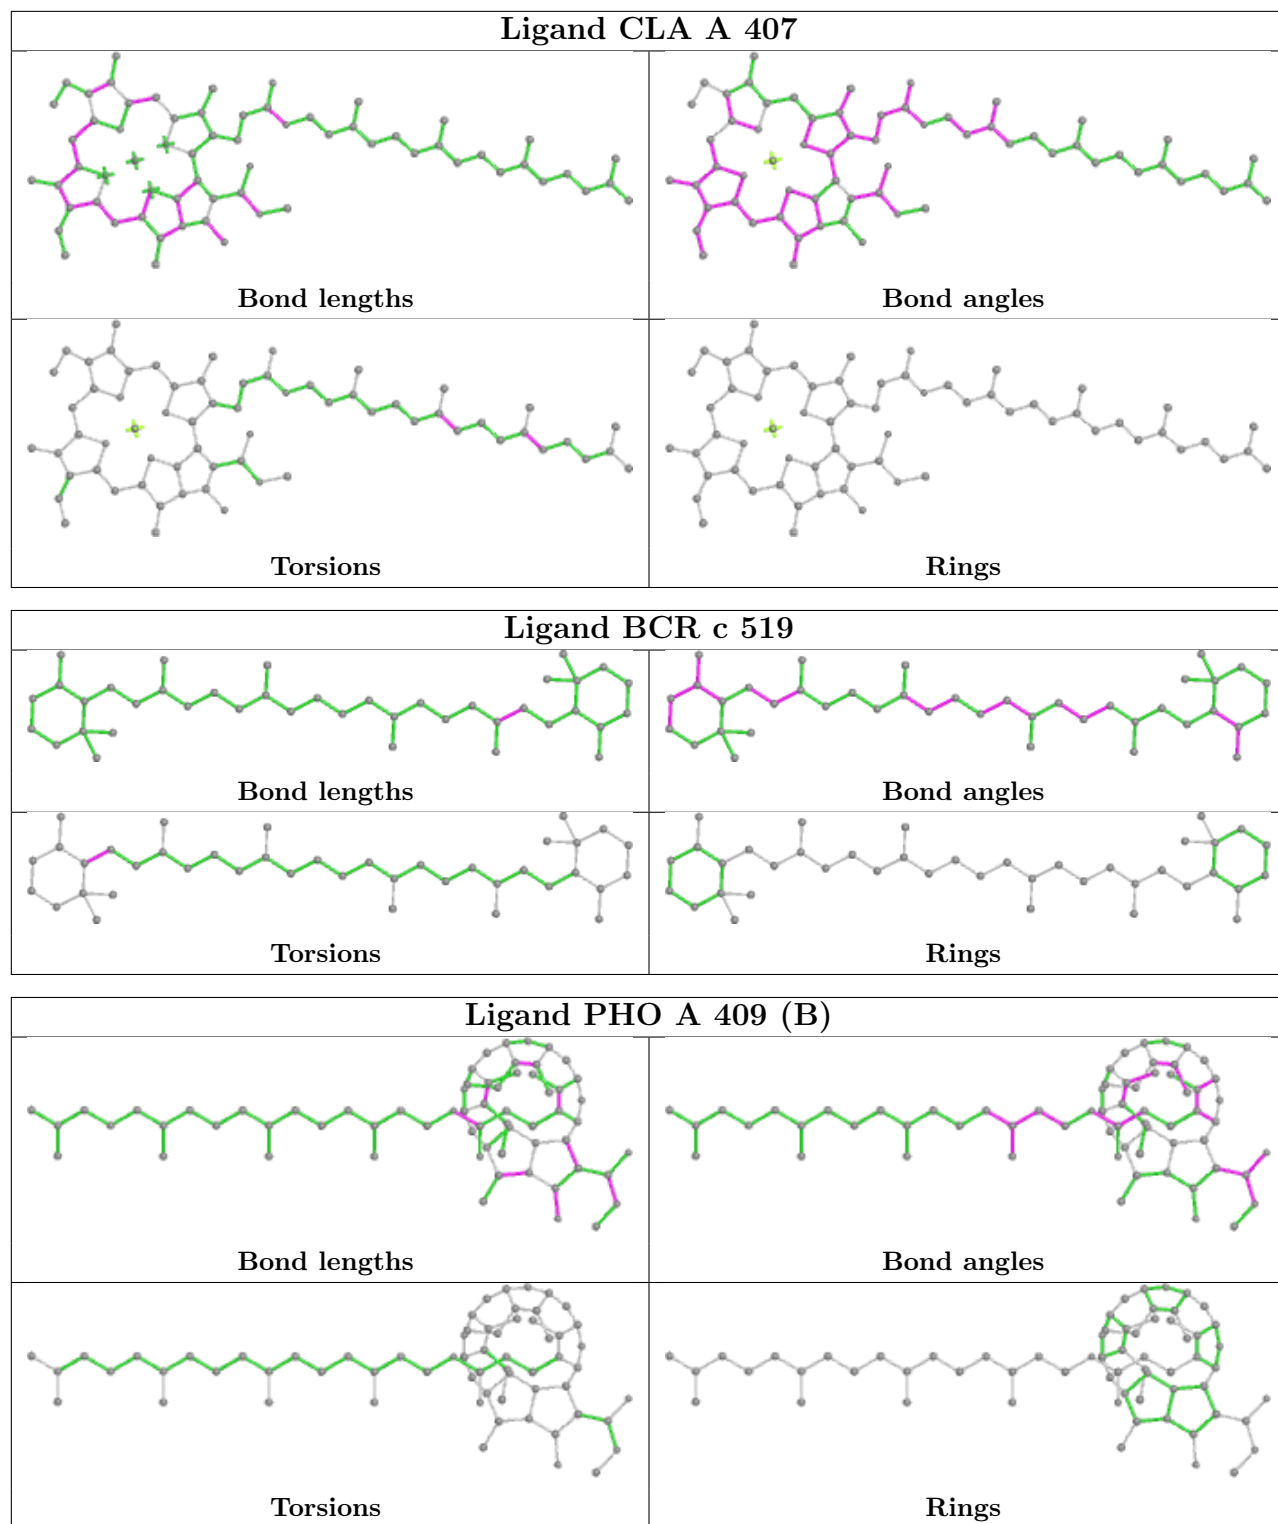 Ligand CLA A 407
Bond lengths
Bond angles
Torsions
Rings
Ligand BCR c 519
Bond lengths
Bond angles
Torsions
Rings
Ligand PHO A 409 (B)
Bond lengths
Bond angles
Torsions
Rings